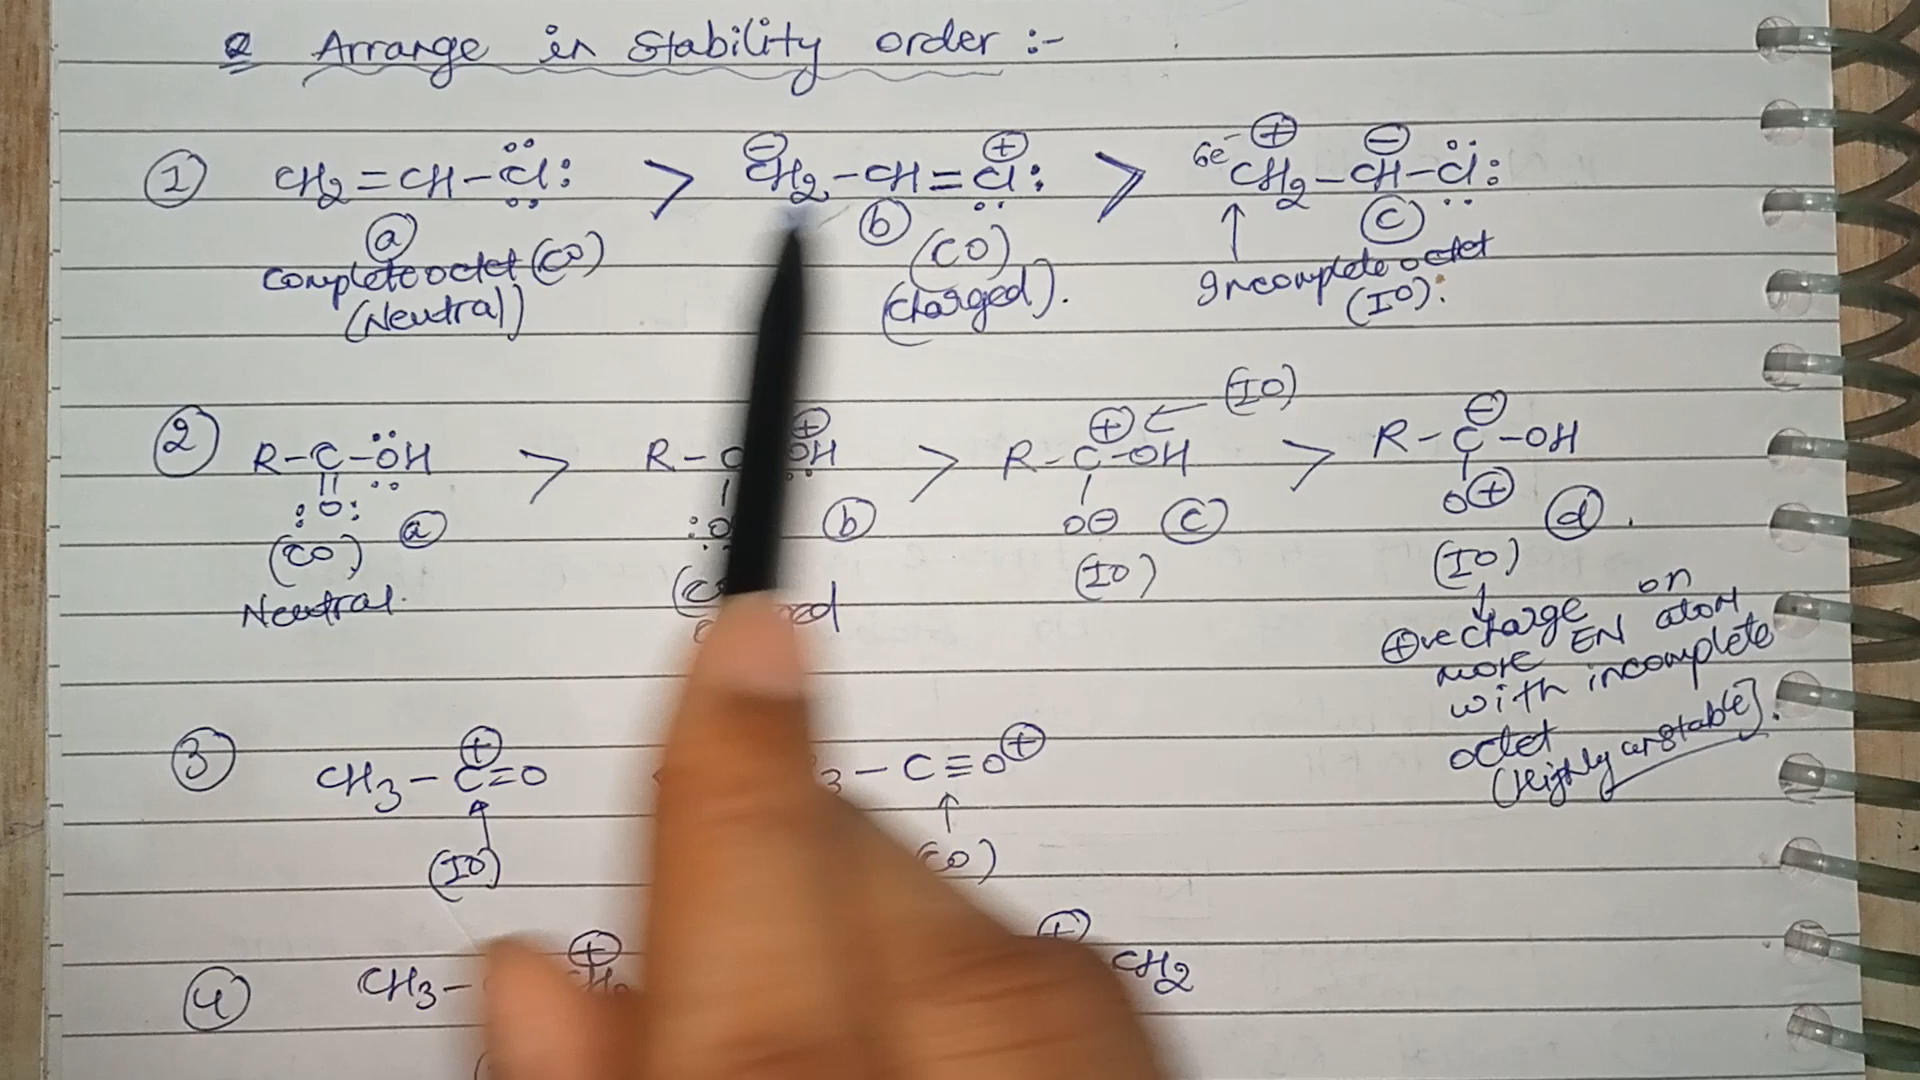 Q Arrange in Stability order :-
① CH2=CH-Cl: > ⊖CH2-CH=Cl: ⊕ > 6e⁻ ⊕CH2-CH⊖-Cl:
ⓐ ⓑ ⓒ
Complete octet (CO) (CO) Incomplete octet
(Neutral) (charged). (IO).
(IO)
② R-C-ÖH > R-C ⊕OH > R-C⊕-OH > R-C⊖-OH
|| | | |
:O: ⓐ :O ⓑ O⊖ ⓒ O⊕ ⓓ .
(CO) (IO) (IO)
Neutral.
⊕ve charge on
more EN atom
with incomplete
octet
(Highly unstable).
③ CH3-C⊕=O 3-C≡O⊕
(IO) CO)
④ CH3- ⊕ ⊕ CH2